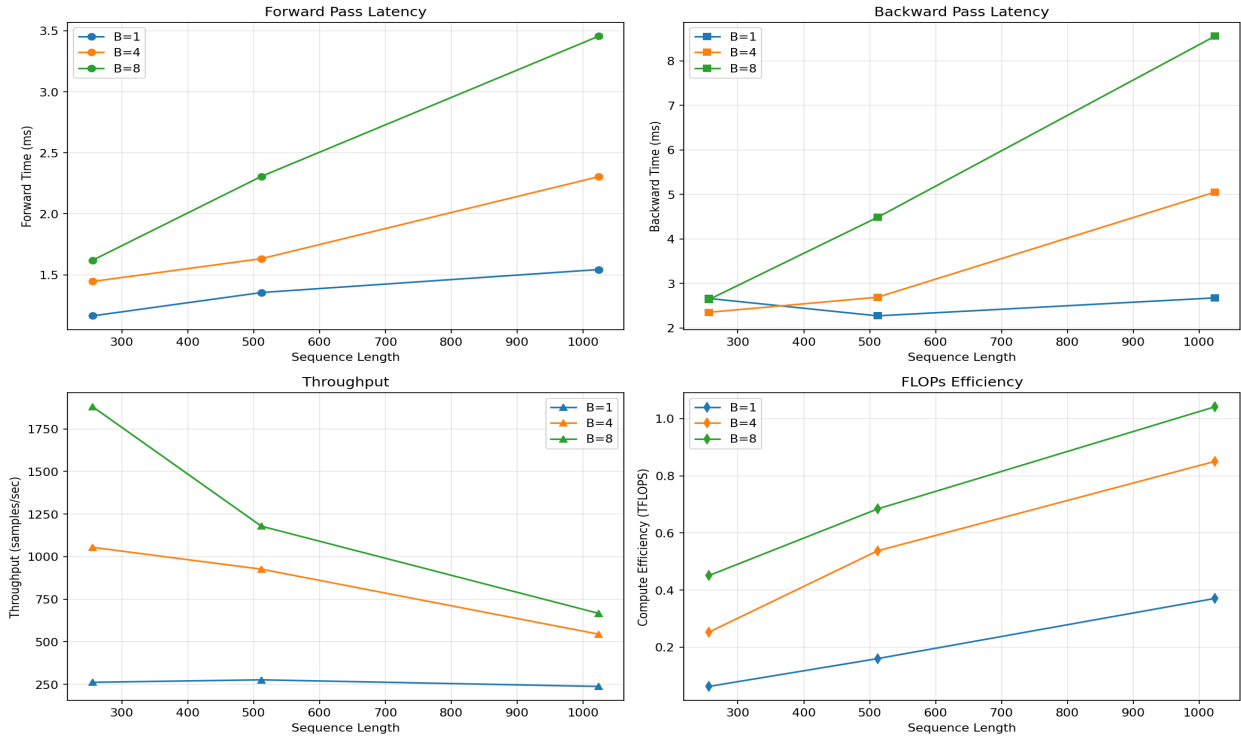 Forward Pass Latency
B=1
B=4
B=8
3.5
3.0
2.5
2.0
1.5
Forward Time (ms)
300 400 500 600 700 800 900 1000
Sequence Length
Backward Pass Latency
B=1
B=4
B=8
8
7
6
5
4
3
2
Backward Time (ms)
300 400 500 600 700 800 900 1000
Sequence Length
Throughput
B=1
B=4
B=8
1750
1500
1250
1000
750
500
250
Throughput (samples/sec)
300 400 500 600 700 800 900 1000
Sequence Length
FLOPs Efficiency
B=1
B=4
B=8
1.0
0.8
0.6
0.4
0.2
Compute Efficiency (TFLOPS)
300 400 500 600 700 800 900 1000
Sequence Length